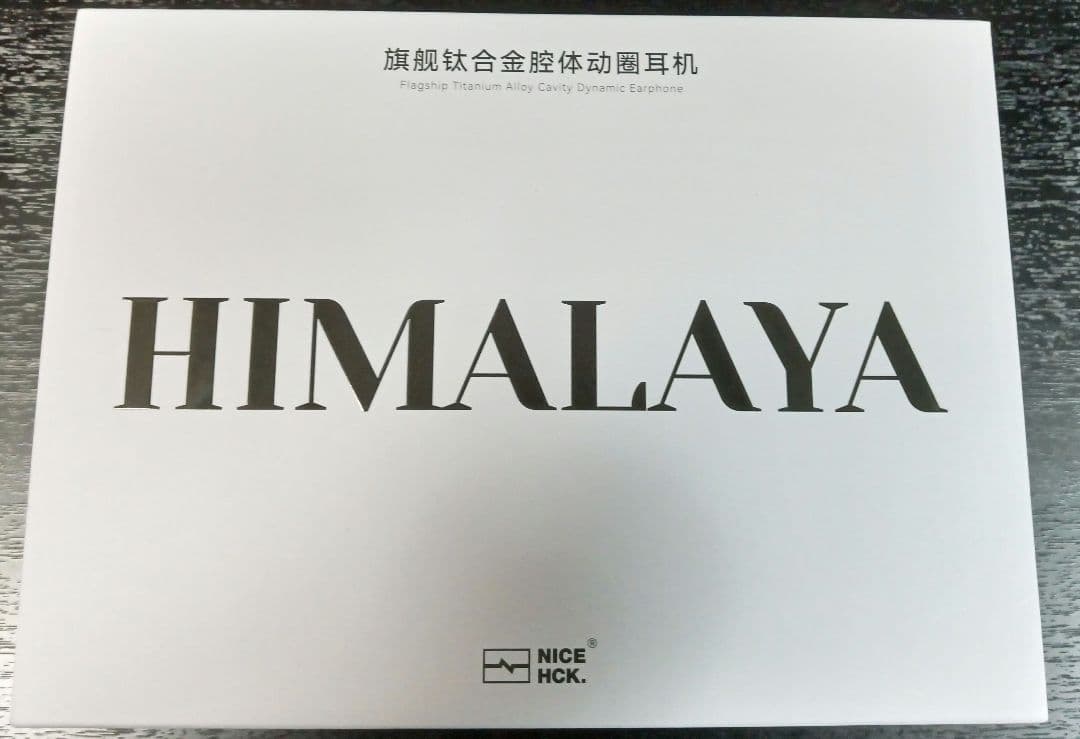 旗舰钛合金腔体动圈耳机
Flagship Titanium Alloy Cavity Dynamic Earphone
HIMALAYA
NICE®
HCK.